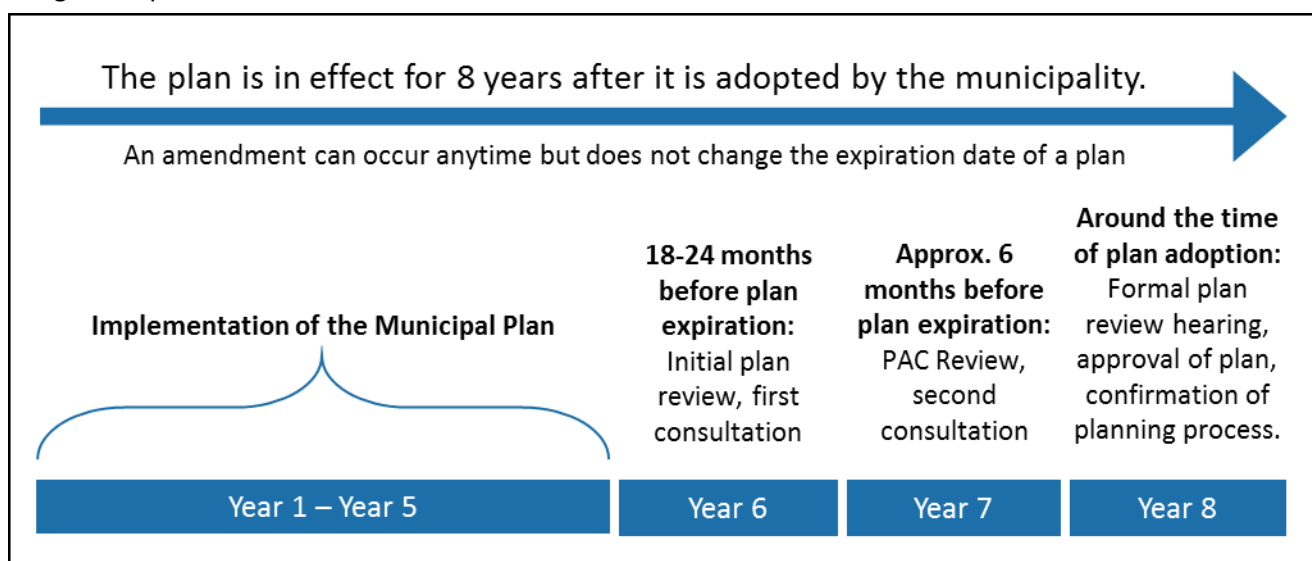 The plan is in effect for 8 years after it is adopted by the municipality.
An amendment can occur anytime but does not change the expiration date of a plan
Implementation of the Municipal Plan
18-24 months
before plan
expiration:
Initial plan
review, first
consultation
Approx. 6
months before
plan expiration:
PAC Review,
second
consultation
Around the time
of plan adoption:
Formal plan
review hearing,
approval of plan,
confirmation of
planning process.
Year 1 – Year 5
Year 6
Year 7
Year 8